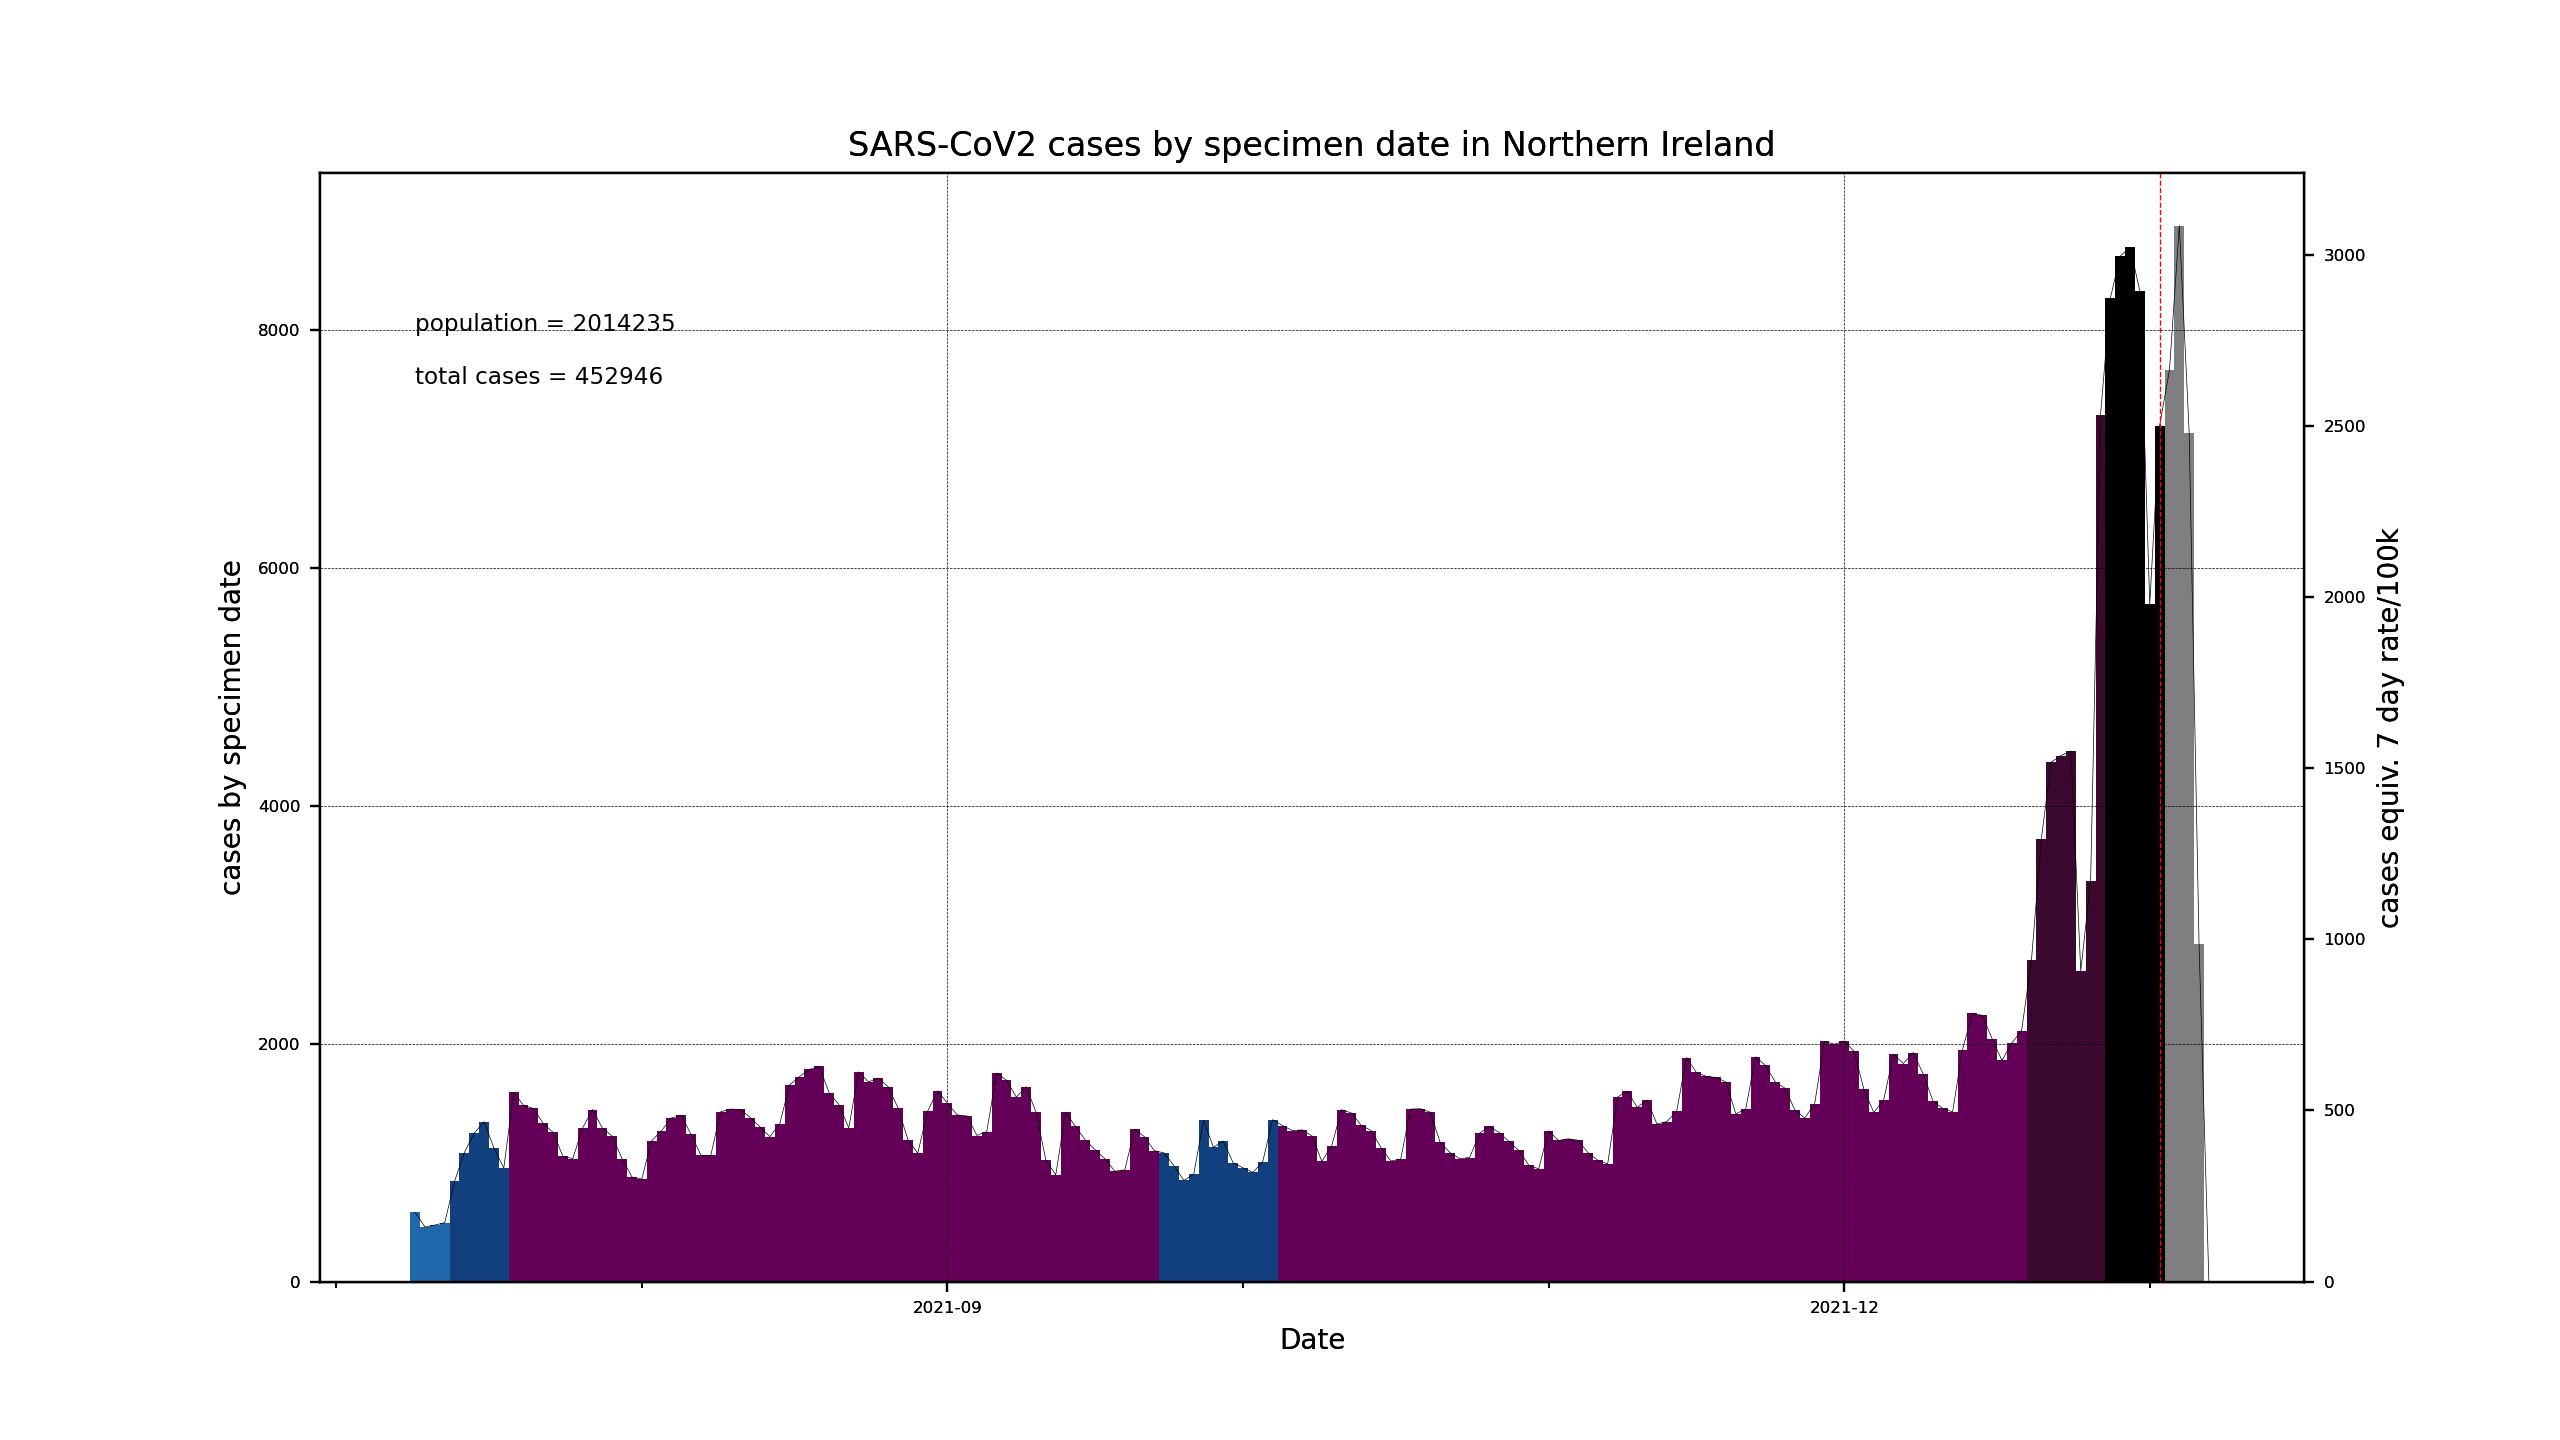 SARS-CoV2 cases by specimen date in Northern Ireland
population = 2014235
total cases = 452946
cases by specimen date
8000
6000
4000
2000
0
3000
2500
2000
1500
1000
500
0
cases equiv. 7 day rate/100k
2021-09
2021-12
Date